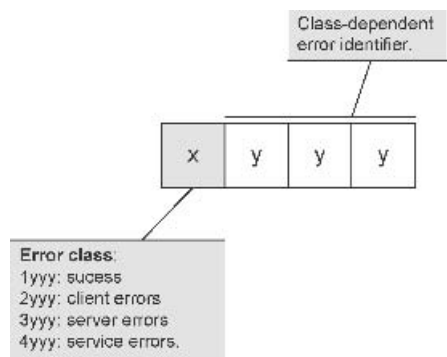 Class-dependent
error identifier.
x y y y
Error class:
1yyy: sucess
2yyy: client errors
3yyy: server errors
4yyy: service errors.